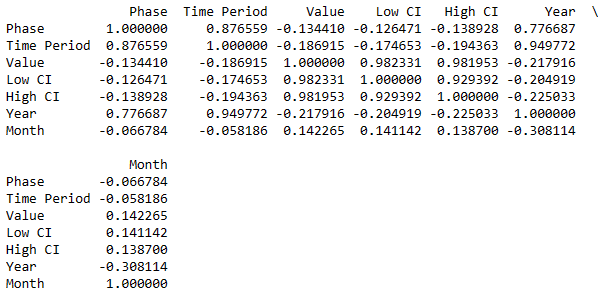 Phase  Time Period     Value    Low CI   High CI      Year  \
Phase        1.000000     0.876559 -0.134410 -0.126471 -0.138928  0.776687
Time Period  0.876559     1.000000 -0.186915 -0.174653 -0.194363  0.949772
Value       -0.134410    -0.186915  1.000000  0.982331  0.981953 -0.217916
Low CI      -0.126471    -0.174653  0.982331  1.000000  0.929392 -0.204919
High CI     -0.138928    -0.194363  0.981953  0.929392  1.000000 -0.225033
Year         0.776687     0.949772 -0.217916 -0.204919 -0.225033  1.000000
Month       -0.066784    -0.058186  0.142265  0.141142  0.138700 -0.308114

                Month
Phase       -0.066784
Time Period -0.058186
Value        0.142265
Low CI       0.141142
High CI      0.138700
Year        -0.308114
Month        1.000000